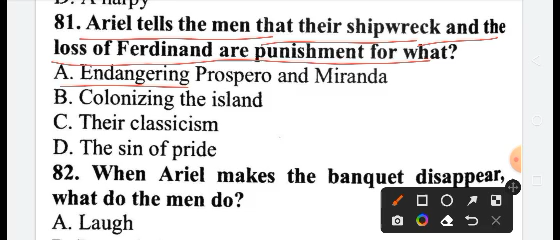 81. Ariel tells the men that their shipwreck and the
loss of Ferdinand are punishment for what?
A. Endangering Prospero and Miranda
B. Colonizing the island
C. Their classicism
D. The sin of pride
82. When Ariel makes the banquet disappear,
what do the men do?
A. Laugh